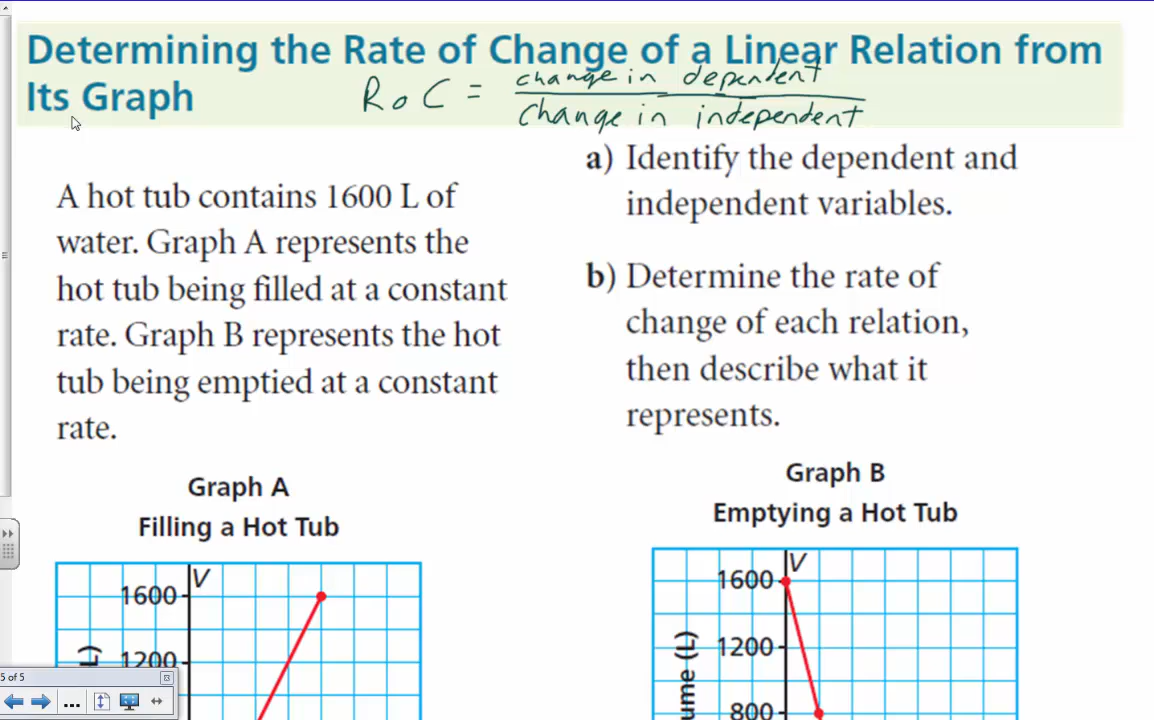 Determining the Rate of Change of a Linear Relation from
Its Graph
RoC = change in dependent
change in independent
A hot tub contains 1600 L of
water. Graph A represents the
hot tub being filled at a constant
rate. Graph B represents the hot
tub being emptied at a constant
rate.
a) Identify the dependent and
independent variables.
b) Determine the rate of
change of each relation,
then describe what it
represents.
Graph A
Filling a Hot Tub
V
1600
1200
L)
Graph B
Emptying a Hot Tub
V
1600
1200
800
ume (L)
5 of 5
...